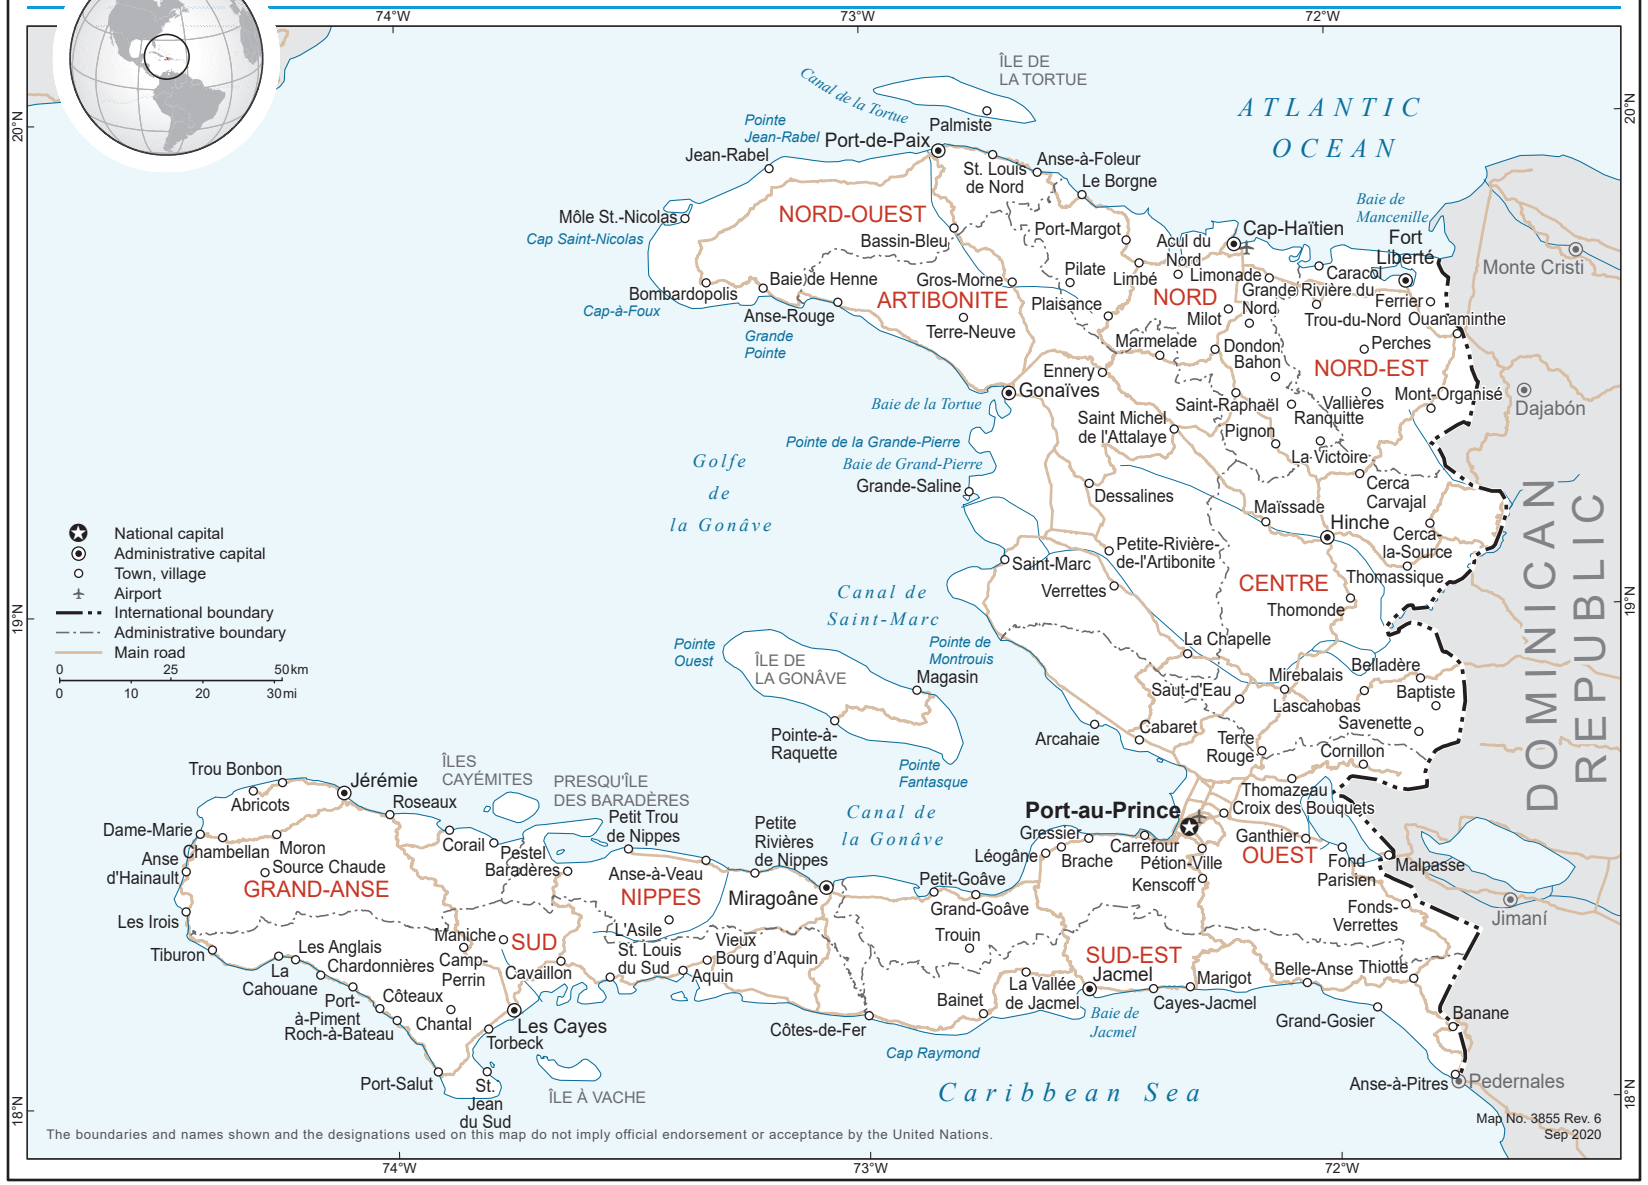 74°W
73°W
72°W
20°N
20°N
19°N
19°N
18°N
18°N
74°W
73°W
72°W
ÎLE DE
LA TORTUE
Canal de la Tortue
ATLANTIC
OCEAN
Palmiste
Pointe
Jean-Rabel
Port-de-Paix
Jean-Rabel
St. Louis
de Nord
Anse-à-Foleur
Le Borgne
Môle St.-Nicolas
Cap Saint-Nicolas
NORD-OUEST
Bassin-Bleu
Port-Margot
Acul du
Nord
Cap-Haïtien
Baie de
Mancenille
Fort
Liberté
Monte Cristi
Bombardopolis
Cap-à-Foux
Baie de Henne
Anse-Rouge
Grande
Pointe
Gros-Morne
ARTIBONITE
Terre-Neuve
Pilate
Plaisance
Limbé
NORD
Limonade
Caracol
Grande Rivière du
Nord
Milot
Trou-du-Nord
Ferrier
Ouanaminthe
Perches
Marmelade
Dondon
Bahon
NORD-EST
Ennery
Gonaïves
Saint-Raphaël
Ranquitte
Vallières
Mont-Organisé
Dajabón
Baie de la Tortue
Saint Michel
de l'Attalaye
Pignon
La Victoire
Pointe de la Grande-Pierre
Baie de Grand-Pierre
Grande-Saline
Golfe
de
la Gonâve
Dessalines
Maïssade
Cerca
Carvajal
Hinche
Cerca-
la-Source
Thomassique
Saint-Marc
Petite-Rivière-
de-l'Artibonite
Verrettes
CENTRE
Thomonde
DOMINICAN
REPUBLIC
National capital
Administrative capital
Town, village
Airport
International boundary
Administrative boundary
Main road
0 25 50 km
0 10 20 30 mi
Canal de
Saint-Marc
Pointe
Ouest
ÎLE DE
LA GONÂVE
Pointe de
Montrouis
Magasin
Pointe-à-
Raquette
Pointe
Fantasque
La Chapelle
Mirebalais
Belladère
Saut-d'Eau
Lascahobas
Baptiste
Savenette
Arcahaie
Cabaret
Terre
Rouge
Cornillon
Thomazeau
Croix des Bouquets
Port-au-Prince
Canal de
la Gonâve
Trou Bonbon
Abricots
Jérémie
ÎLES
CAYÉMITES
PRESQU'ÎLE
DES BARADÈRES
Roseaux
Petit Trou
de Nippes
Petite
Rivières
de Nippes
Dame-Marie
Chambellan
Moron
Source Chaude
Corail
Pestel
Baradères
Anse
d'Hainault
GRAND-ANSE
Anse-à-Veau
NIPPES
Miragoâne
Gressier
Léogâne
Brache
Carrefour
Pétion-Ville
Kenscoff
Ganthier
OUEST
Fond
Parisien
Malpasse
Petit-Goâve
Grand-Goâve
Fonds-
Verrettes
Jimaní
Les Irois
Tiburon
Maniche
SUD
L'Asile
Camp-
Perrin
Cavaillon
St. Louis
du Sud
Vieux
Bourg d'Aquin
Aquin
Trouin
SUD-EST
Jacmel
La Vallée
de Jacmel
Marigot
Cayes-Jacmel
Belle-Anse
Thiotte
Les Anglais
Chardonnières
La
Cahouane
Port-
à-Piment
Côteaux
Roch-à-Bateau
Chantal
Les Cayes
Torbeck
Côtes-de-Fer
Bainet
Baie de
Jacmel
Grand-Gosier
Banane
Cap Raymond
Port-Salut
St.
Jean
du Sud
ÎLE À VACHE
Caribbean Sea
Anse-à-Pitres
Pedernales
Map No. 3855 Rev. 6
Sep 2020
The boundaries and names shown and the designations used on this map do not imply official endorsement or acceptance by the United Nations.